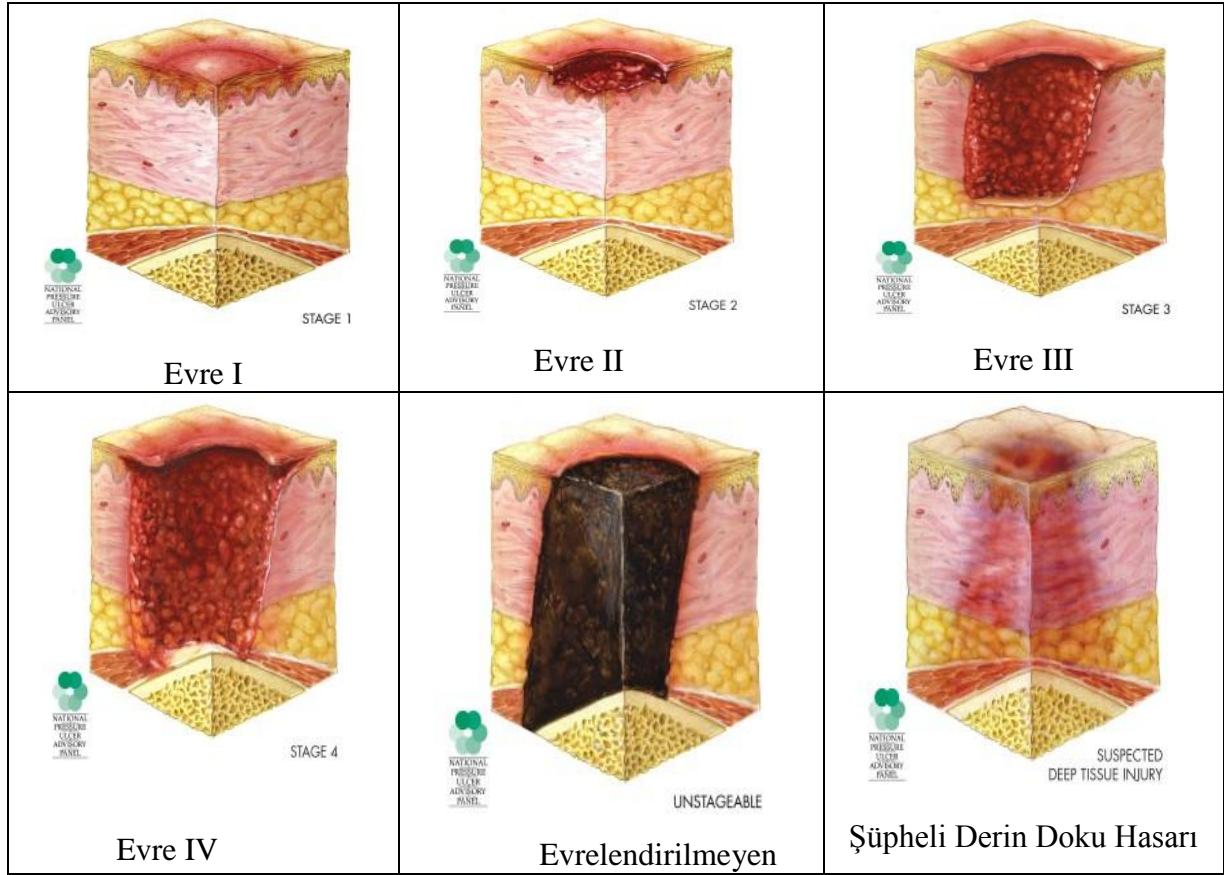 NATIONAL
PRESSURE
ULCER
ADVISORY
PANEL
STAGE 1
Evre I
NATIONAL
PRESSURE
ULCER
ADVISORY
PANEL
STAGE 2
Evre II
NATIONAL
PRESSURE
ULCER
ADVISORY
PANEL
STAGE 3
Evre III
NATIONAL
PRESSURE
ULCER
ADVISORY
PANEL
STAGE 4
Evre IV
NATIONAL
PRESSURE
ULCER
ADVISORY
PANEL
UNSTAGEABLE
Evrelendirilmeyen
NATIONAL
PRESSURE
ULCER
ADVISORY
PANEL
SUSPECTED
DEEP TISSUE INJURY
Şüpheli Derin Doku Hasarı